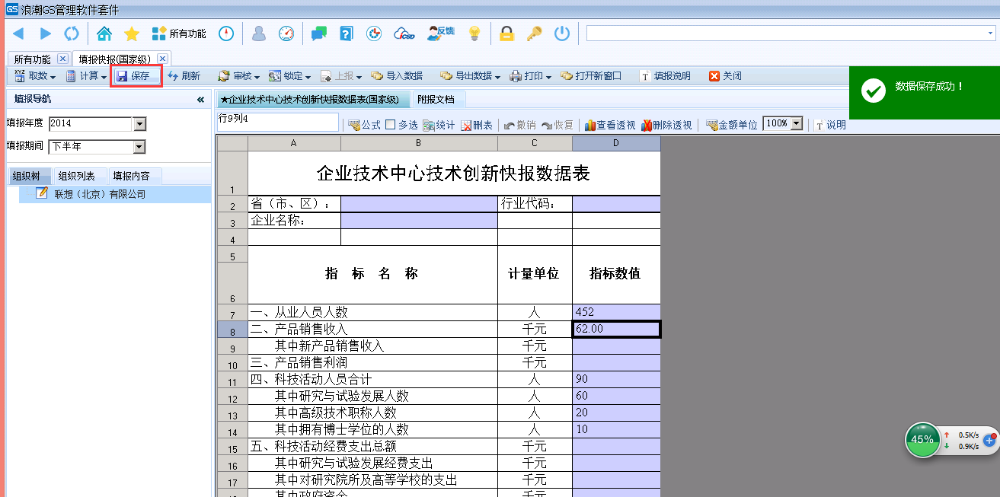 GS 浪潮GS管理软件套件
所有功能 iCSD 反馈
所有功能 填报快报(国家级)
XYZ 取数 计算 保存 刷新 审核 锁定 上报 导入数据 导出数据 打印 打开新窗口 T 填报说明 关闭
数据保存成功！
填报导航 «
★企业技术中心技术创新快报数据表(国家级) 附报文档
填报年度 2014
行9列4 公式 多选 统计 删表 撤销 恢复 查看透视 删除透视 金额单位 100% T 说明
填报期间 下半年
组织树 组织列表 填报内容
联想（北京）有限公司
A B C D
1 企业技术中心技术创新快报数据表
2 省（市、区）： 行业代码：
3 企业名称：
4
5
6 指 标 名 称 计量单位 指标数值
7 一、从业人员人数 人 452
8 二、产品销售收入 千元 62.00
9 其中新产品销售收入 千元
10 三、产品销售利润 千元
11 四、科技活动人员合计 人 90
12 其中研究与试验发展人数 人 60
13 其中高级技术职称人数 人 20
14 其中拥有博士学位的人数 人 10
15 五、科技活动经费支出总额 千元
16 其中研究与试验发展经费支出 千元
17 其中对研究院所及高等学校的支出 千元
其中政府资金 千元
45% 0.5K/s
0.9K/s